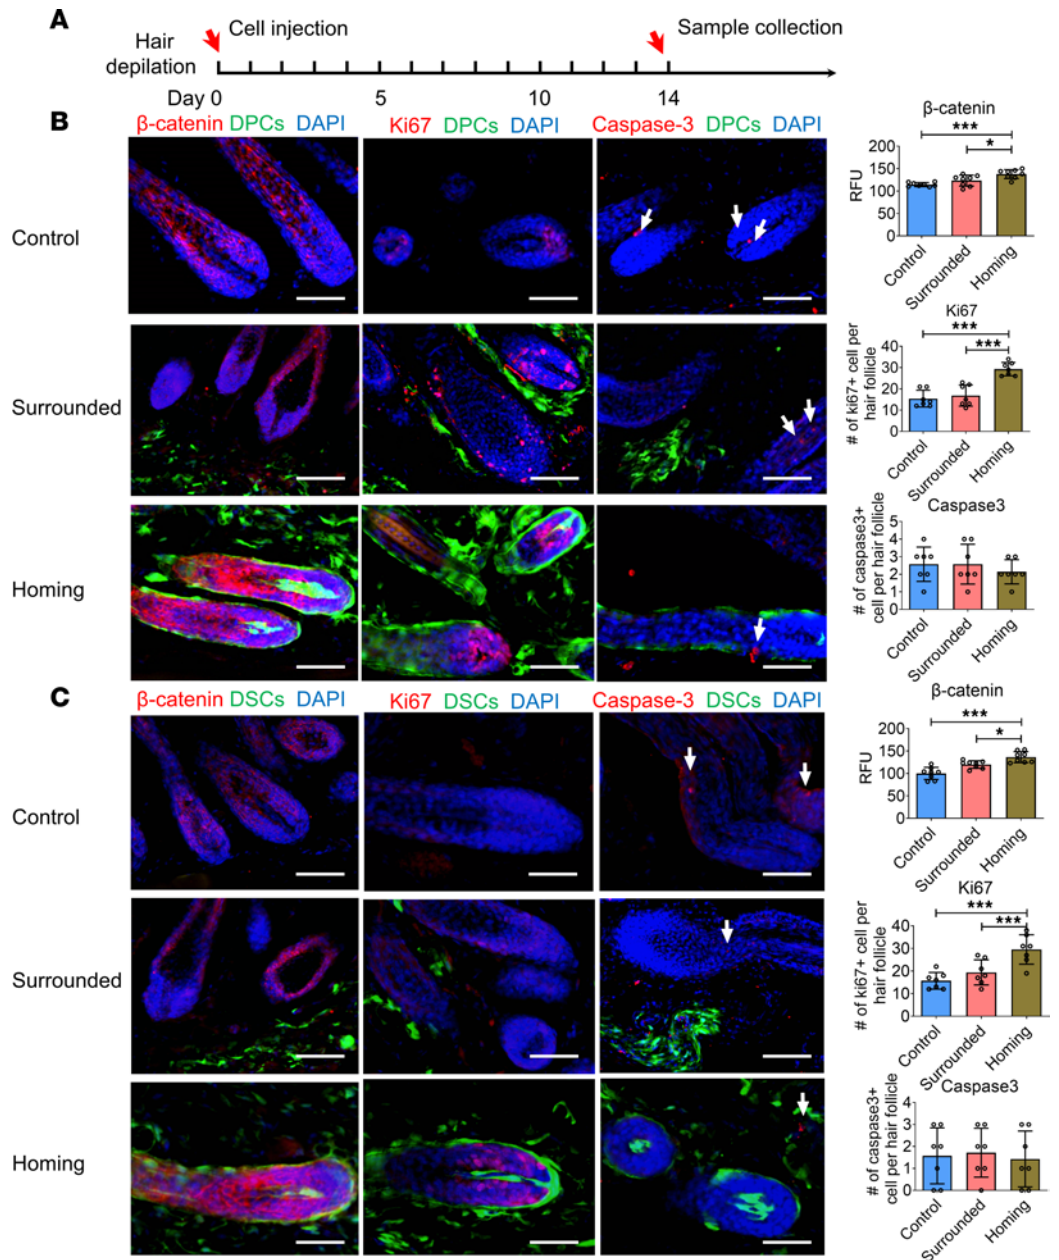 A
Hair
depilation
Cell injection
Sample collection
Day 0
5
10
14
B
β-catenin DPCs DAPI
Ki67 DPCs DAPI
Caspase-3 DPCs DAPI
Control
Surrounded
Homing
β-catenin
***
*
RFU
200
150
100
50
0
Control
Surrounded
Homing
Ki67
***
***
# of ki67+ cell per
hair follicle
40
30
20
10
0
Control
Surrounded
Homing
Caspase3
# of caspase3+
cell per hair follicle
5
4
3
2
1
0
Control
Surrounded
Homing
C
β-catenin DSCs DAPI
Ki67 DSCs DAPI
Caspase-3 DSCs DAPI
Control
Surrounded
Homing
β-catenin
***
*
RFU
200
150
100
50
0
Control
Surrounded
Homing
Ki67
***
***
# of ki67+ cell per
hair follicle
40
30
20
10
0
Control
Surrounded
Homing
Caspase3
# of caspase3+
cell per hair follicle
4
3
2
1
0
Control
Surrounded
Homing